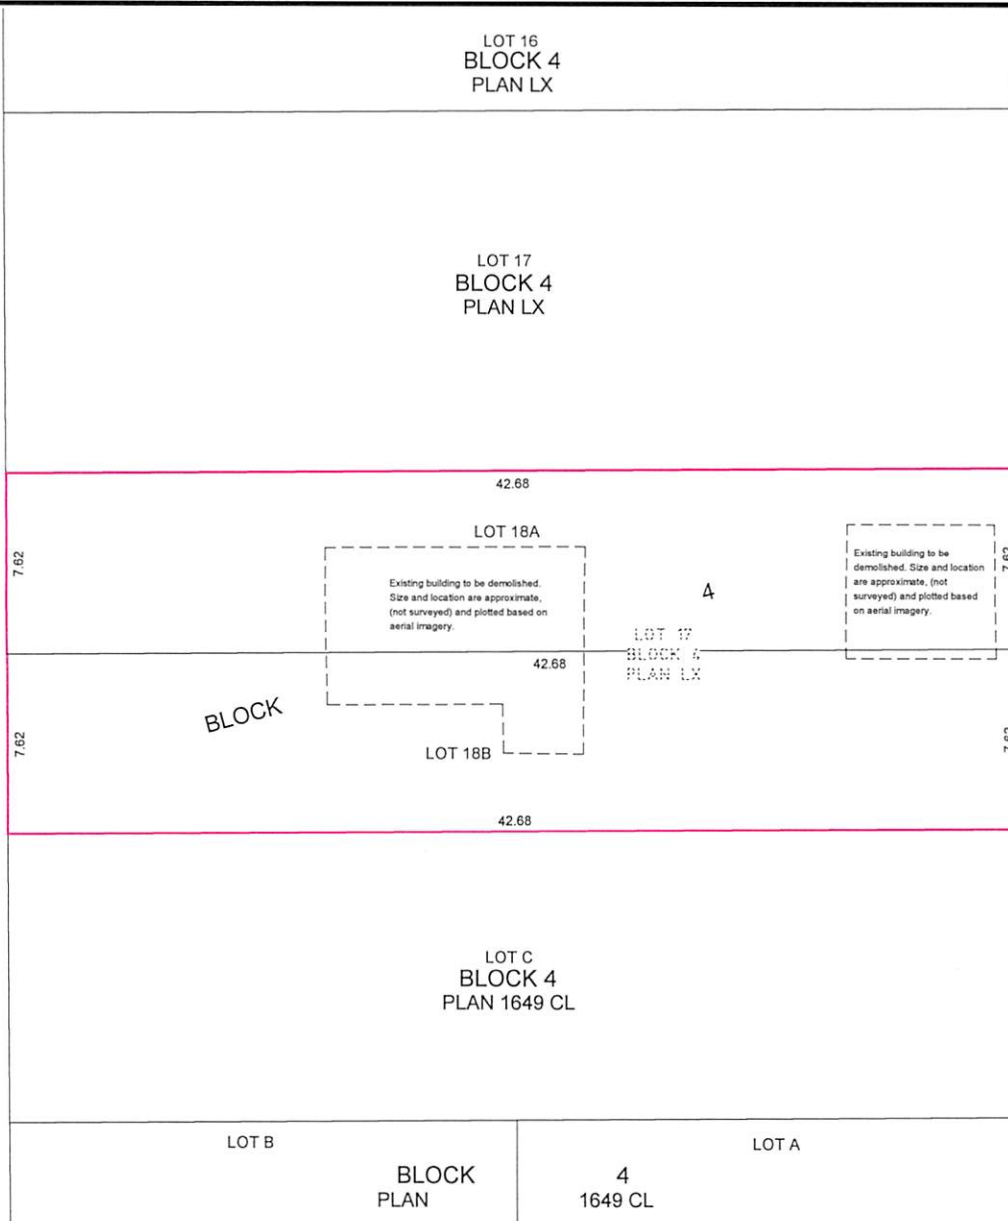 LOT 16
BLOCK 4
PLAN LX
LOT 17
BLOCK 4
PLAN LX
42.68
7.62
LOT 18A
Existing building to be demolished.
Size and location are approximate,
(not surveyed) and plotted based on
aerial imagery.
Existing building to be
demolished. Size and location
are approximate, (not
surveyed) and plotted based
on aerial imagery.
7.62
4
LOT 17
BLOCK 4
PLAN LX
42.68
BLOCK
7.62
LOT 18B
7.62
42.68
LOT C
BLOCK 4
PLAN 1649 CL
LOT B
LOT A
BLOCK 4
PLAN 1649 CL